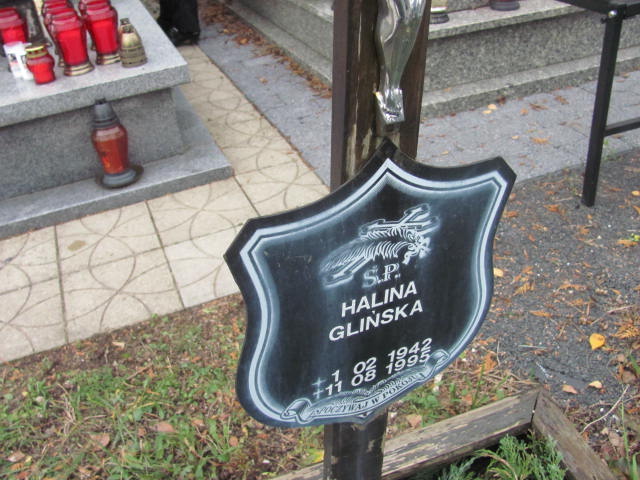 Ś.P.
HALINA
GLIŃSKA
* 1 02 1942
+ 11 08 1995
SPOCZYWAJ W POKOJU